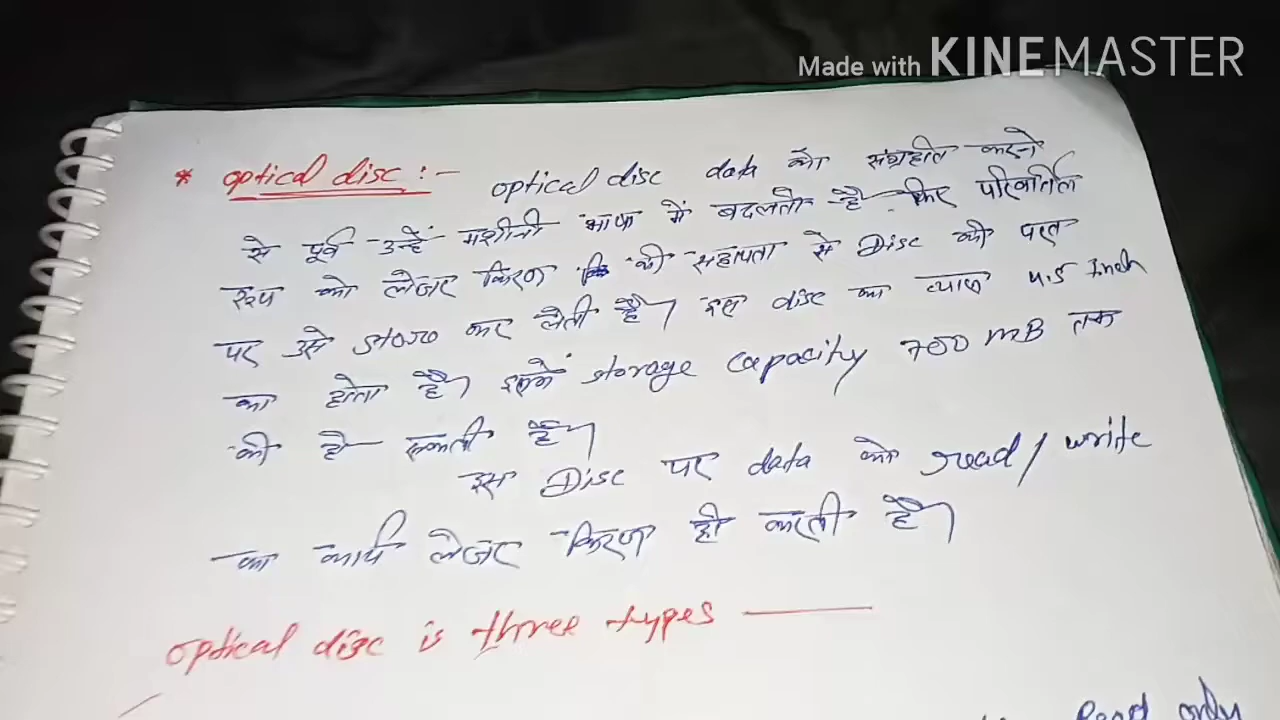 Made with KINEMASTER
* optical disc :- optical disc data को संग्रहीत करने
से पूर्व उन्हें मशीनी भाषा में बदलती है फिर परिवर्तित
रूप को लेजर किरण की सहायता से Disc की परत
पर उसे store कर लेती है। इस disc का व्यास 4.5 Inch
का होता है। इसकें storage capacity 700 MB तक
की हो सकती है।
इस Disc पर data को read/write
का कार्य लेजर किरण ही करती है।
optical disc is three types —
Read only